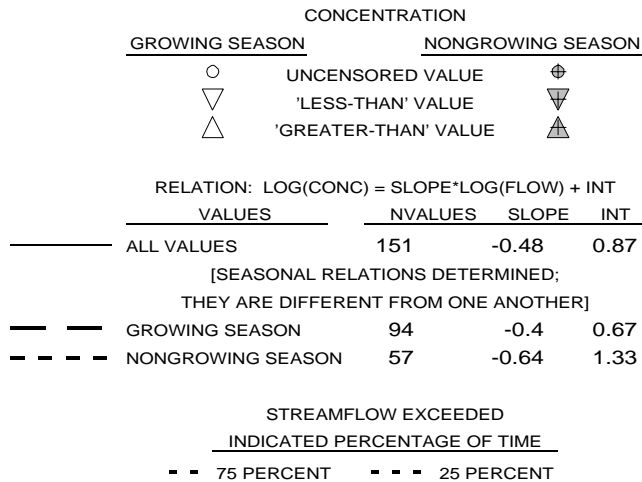 CONCENTRATION
GROWING SEASON NONGROWING SEASON
UNCENSORED VALUE
'LESS-THAN' VALUE
'GREATER-THAN' VALUE
RELATION: LOG(CONC) = SLOPE*LOG(FLOW) + INT
VALUES NVALUES SLOPE INT
ALL VALUES 151 -0.48 0.87
[SEASONAL RELATIONS DETERMINED;
THEY ARE DIFFERENT FROM ONE ANOTHER]
GROWING SEASON 94 -0.4 0.67
NONGROWING SEASON 57 -0.64 1.33
STREAMFLOW EXCEEDED
INDICATED PERCENTAGE OF TIME
75 PERCENT 25 PERCENT